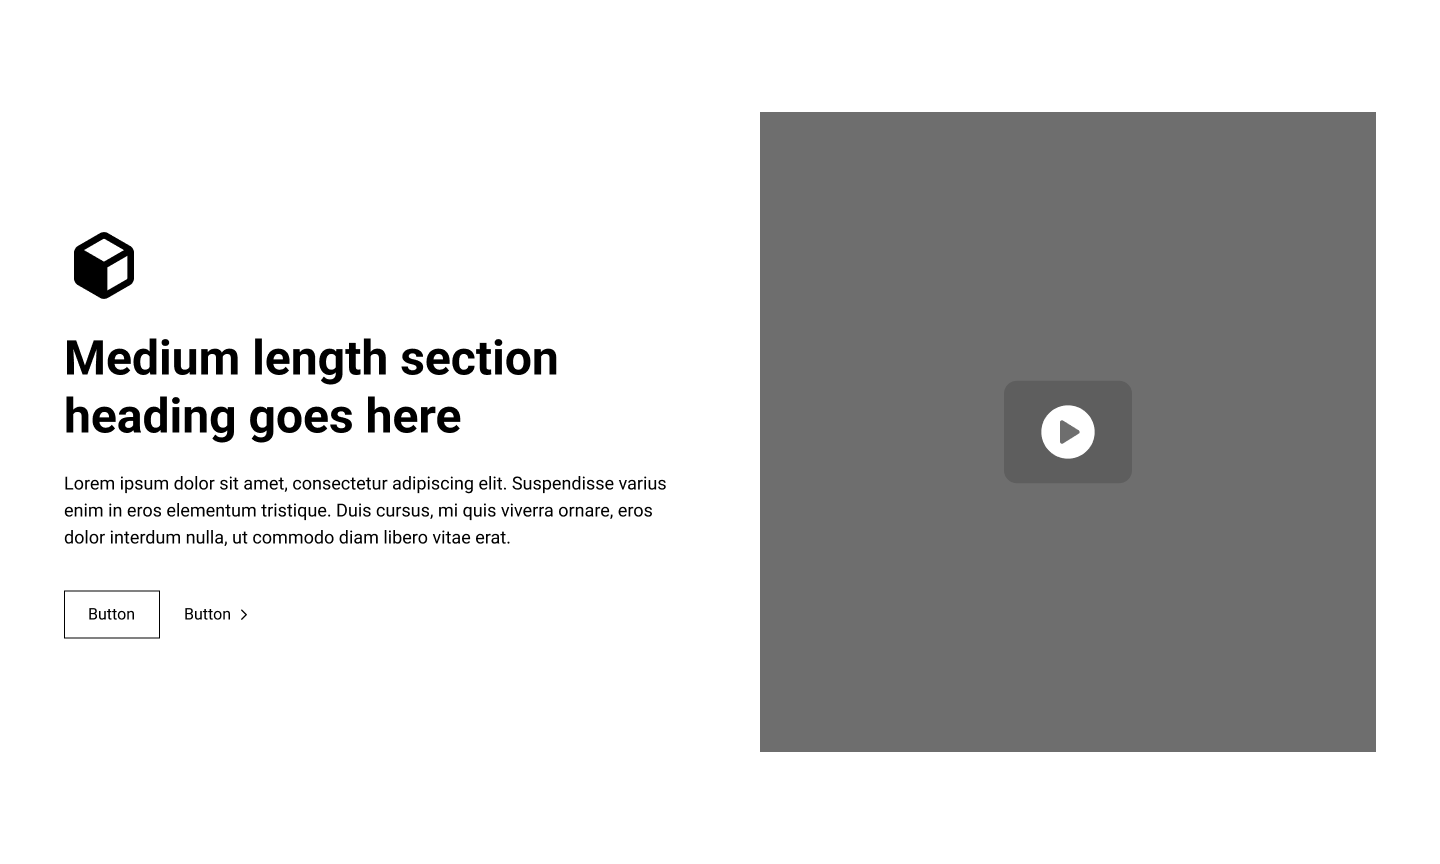 Medium length section
heading goes here
Lorem ipsum dolor sit amet, consectetur adipiscing elit. Suspendisse varius
enim in eros elementum tristique. Duis cursus, mi quis viverra ornare, eros
dolor interdum nulla, ut commodo diam libero vitae erat.
Button
Button